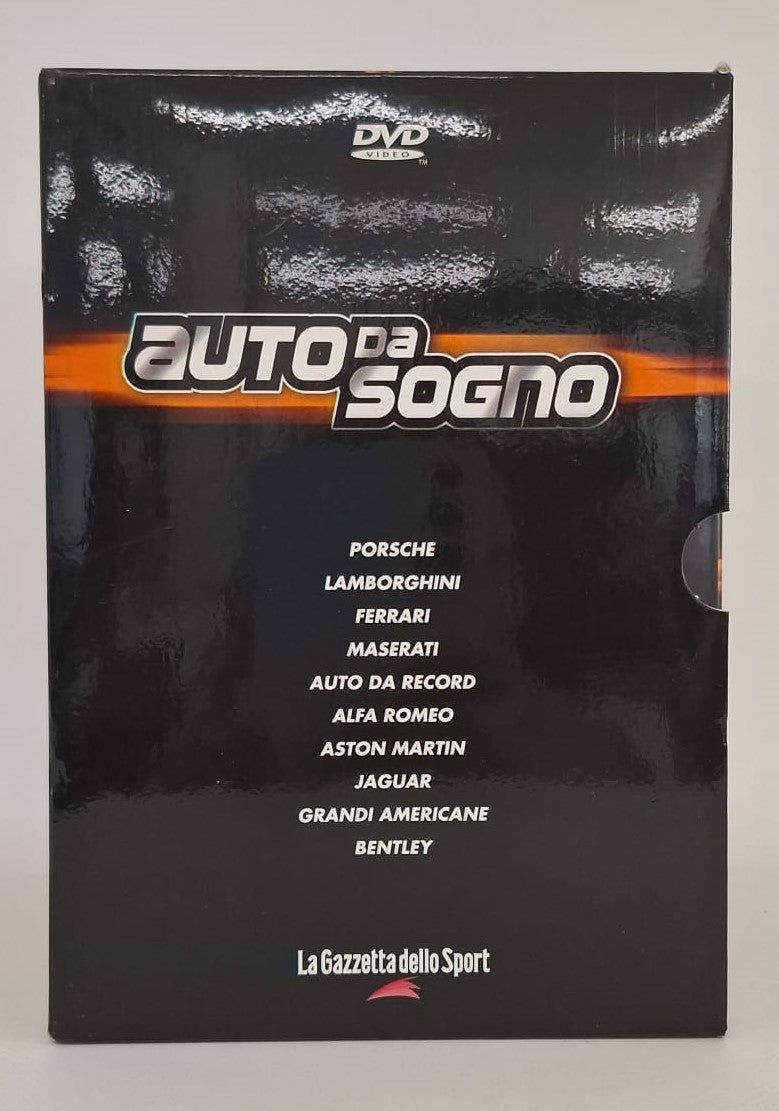 DVD
VIDEO
TM
AUTO DA
SOGNO
PORSCHE
LAMBORGHINI
FERRARI
MASERATI
AUTO DA RECORD
ALFA ROMEO
ASTON MARTIN
JAGUAR
GRANDI AMERICANE
BENTLEY
La Gazzetta dello Sport